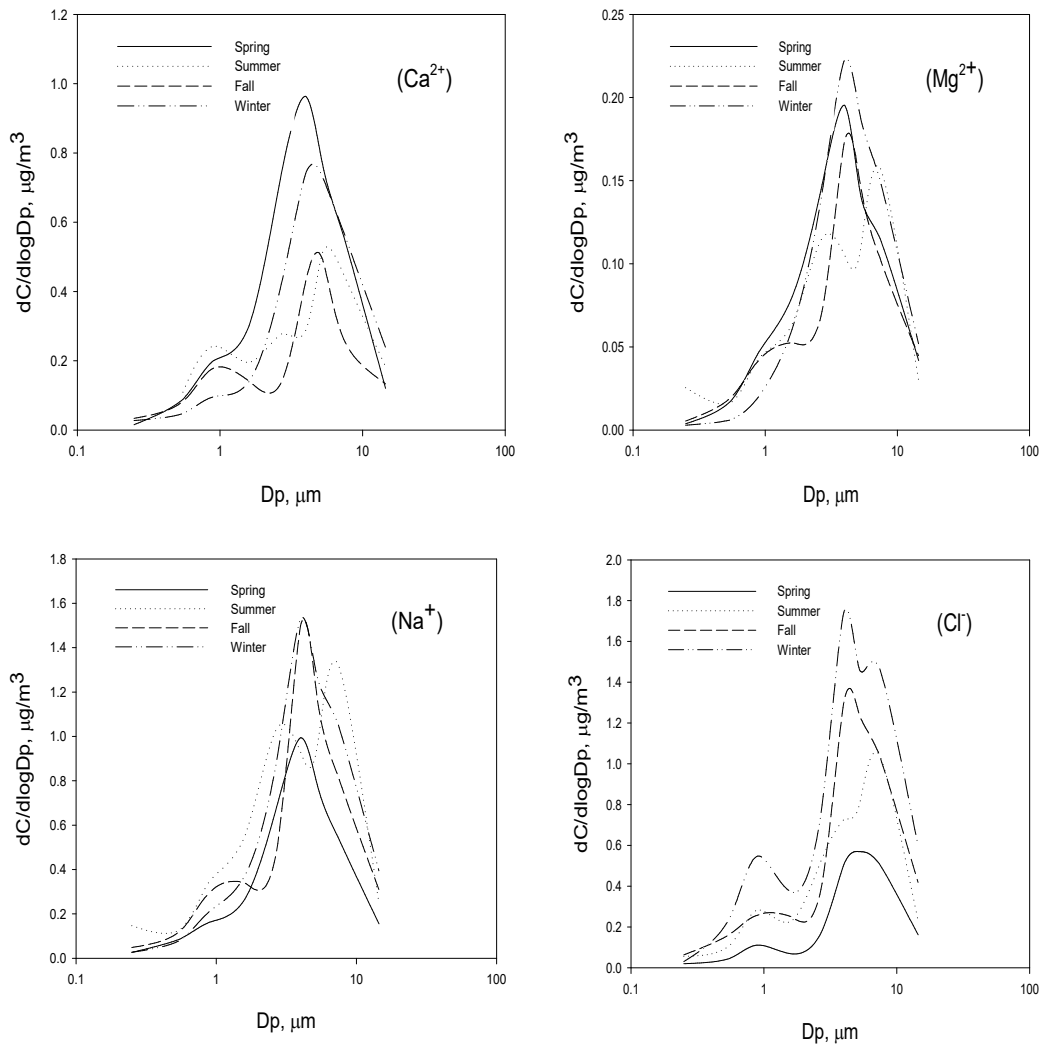 1.2
1.0
0.8
0.6
0.4
0.2
0.0
dC/dlogDp, μg/m³
Spring
Summer
Fall
Winter
(Ca²⁺)
0.1 1 10 100
Dp, μm
0.25
0.20
0.15
0.10
0.05
0.00
dC/dlogDp, μg/m³
Spring
Summer
Fall
Winter
(Mg²⁺)
0.1 1 10 100
Dp, μm
1.8
1.6
1.4
1.2
1.0
0.8
0.6
0.4
0.2
0.0
dC/dlogDp, μg/m³
Spring
Summer
Fall
Winter
(Na⁺)
0.1 1 10 100
Dp, μm
2.0
1.8
1.6
1.4
1.2
1.0
0.8
0.6
0.4
0.2
0.0
dC/dlogDp, μg/m³
Spring
Summer
Fall
Winter
(Cl⁻)
0.1 1 10 100
Dp, μm